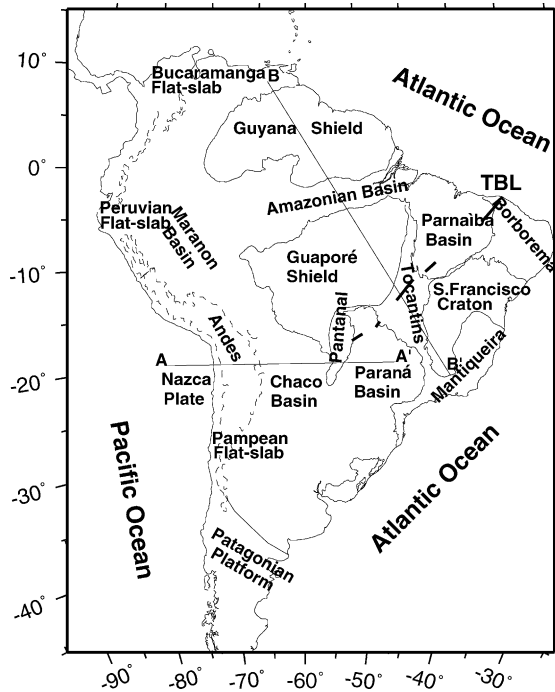 10°
0°
-10°
-20°
-30°
-40°
Bucaramanga
Flat-slab
B
Atlantic Ocean
Guyana Shield
Amazonian Basin
TBL
Peruvian
Flat-slab
Maranon
Basin
Parnaiba
Basin
Borborema
Guaporé
Shield
Tocantins
S.Francisco
Craton
Pantanal
Andes
A
A'
B'
Mantiqueira
Nazca
Plate
Chaco
Basin
Paraná
Basin
Pampean
Flat-slab
Pacific Ocean
Atlantic Ocean
Patagonian
Platform
-90° -80° -70° -60° -50° -40° -30°